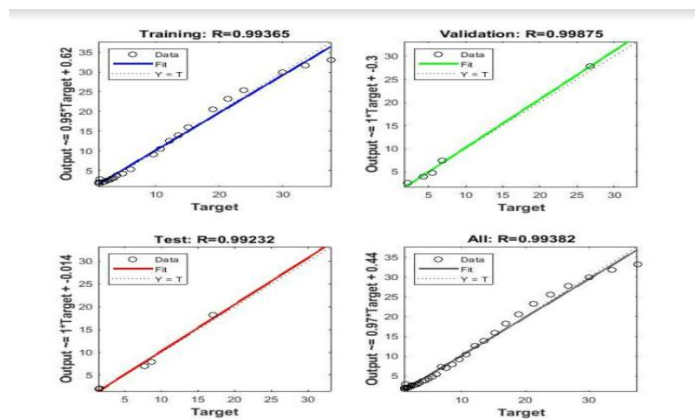 Training: R=0.99365
Output ~= 0.95*Target + 0.62
Data
Fit
Y = T
35
30
25
20
15
10
5
10
20
30
Target
Validation: R=0.99875
Output ~= 1*Target + -0.3
Data
Fit
Y = T
30
25
20
15
10
5
5
10
15
20
25
30
Target
Test: R=0.99232
Output ~= 1*Target + -0.014
Data
Fit
Y = T
30
25
20
15
10
5
5
10
15
20
25
30
Target
All: R=0.99382
Output ~= 0.97*Target + 0.44
Data
Fit
Y = T
35
30
25
20
15
10
5
10
20
30
Target